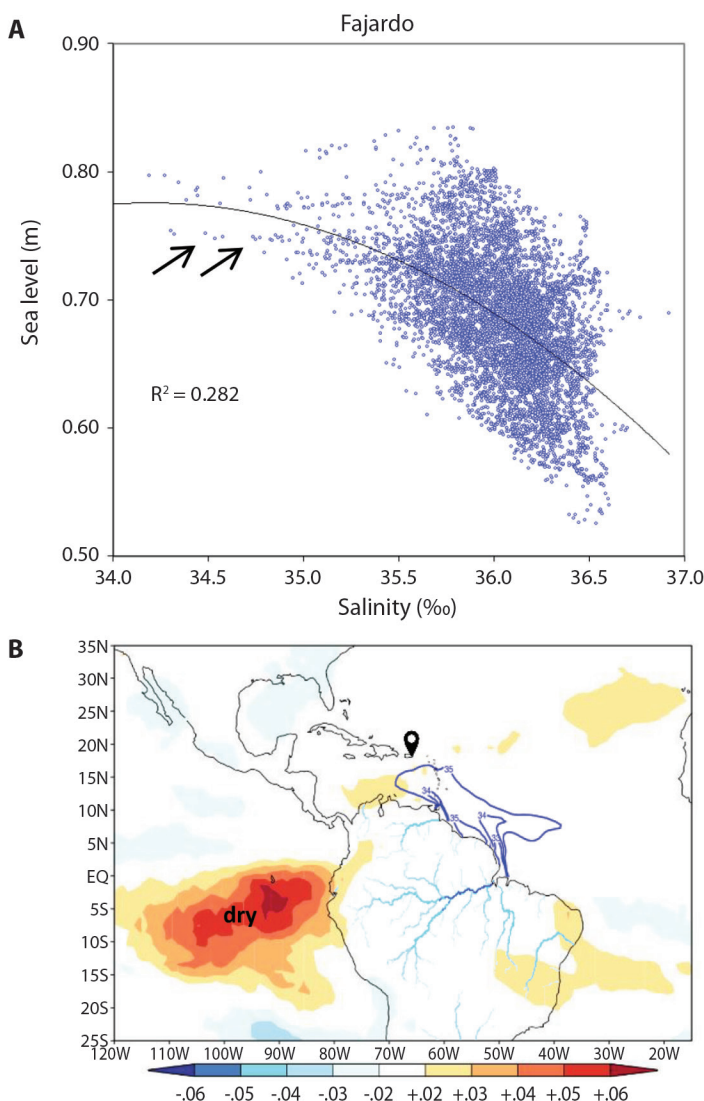 A
Fajardo
0.90
0.80
0.70
0.60
0.50
Sea level (m)
R² = 0.282
34.0 34.5 35.0 35.5 36.0 36.5 37.0
Salinity (‰)
B
35N
30N
25N
20N
15N
10N
5N
EQ
5S
10S
15S
20S
25S
35
34
35
34
35
dry
120W 110W 100W 90W 80W 70W 60W 50W 40W 30W 20W
-.06 -.05 -.04 -.03 -.02 +.02 +.03 +.04 +.05 +.06